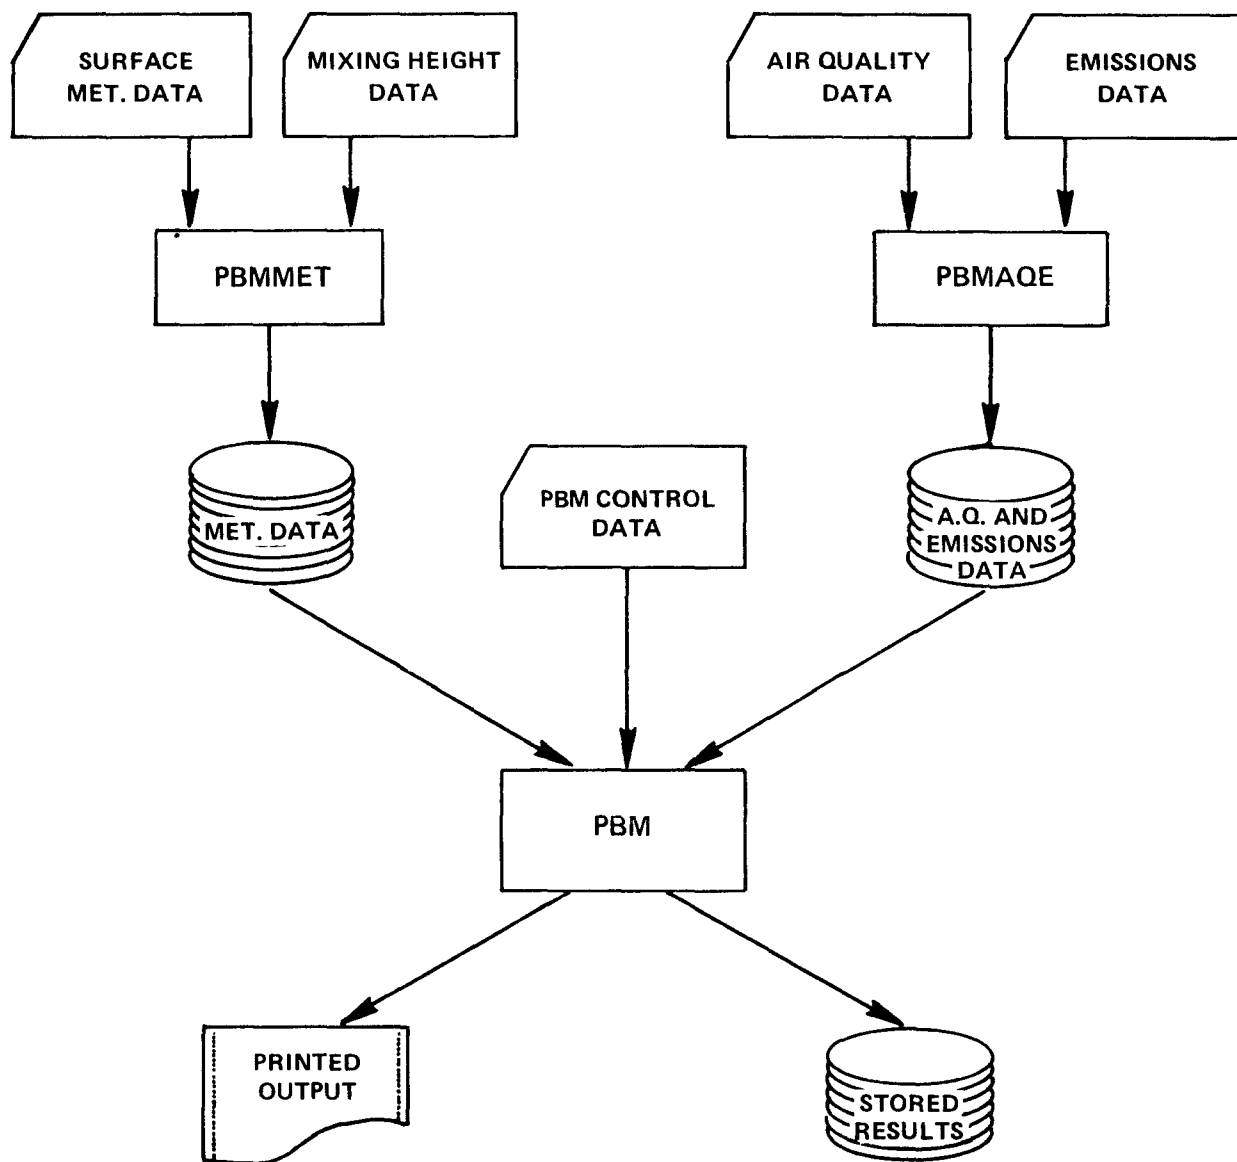 SURFACE
MET. DATA
MIXING HEIGHT
DATA
AIR QUALITY
DATA
EMISSIONS
DATA
PBMMET
PBMAQE
MET. DATA
PBM CONTROL
DATA
A.Q. AND
EMISSIONS
DATA
PBM
PRINTED
OUTPUT
STORED
RESULTS